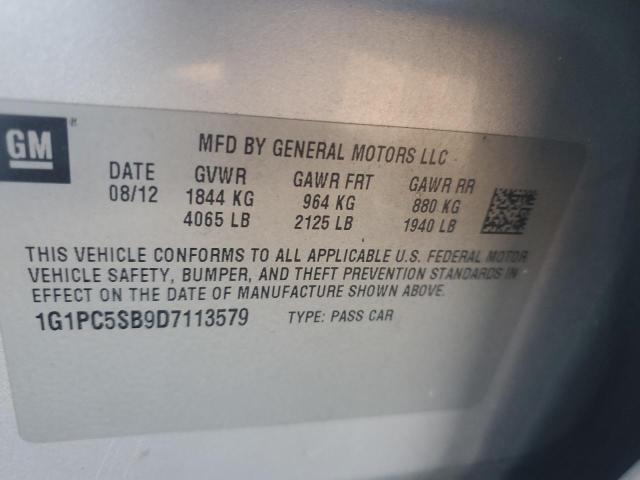 GM
MFD BY GENERAL MOTORS LLC
DATE GVWR GAWR FRT GAWR RR
08/12 1844 KG 964 KG 880 KG
4065 LB 2125 LB 1940 LB
THIS VEHICLE CONFORMS TO ALL APPLICABLE U.S. FEDERAL MOTOR
VEHICLE SAFETY, BUMPER, AND THEFT PREVENTION STANDARDS IN
EFFECT ON THE DATE OF MANUFACTURE SHOWN ABOVE.
1G1PC5SB9D7113579 TYPE: PASS CAR